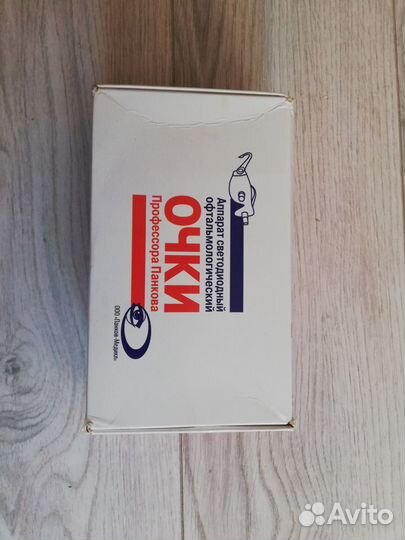 Аппарат светодиодный
офтальмологический
ОЧКИ
Профессора Панкова
ООО «Панков-Медикл»
Avito